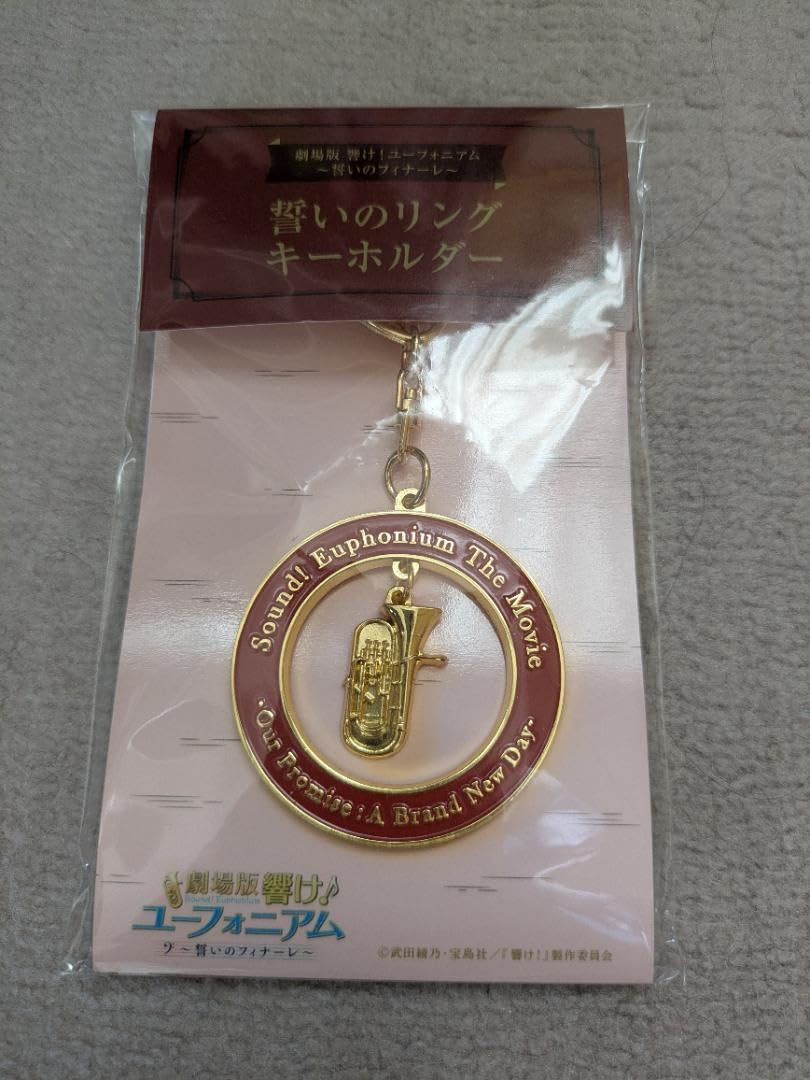 劇場版 響け!ユーフォニアム
~誓いのフィナーレ~
誓いのリング
キーホルダー
Sound! Euphonium The Movie
・Our Promise:A Brand New Day・
劇場版 響け!♪
Sound! Euphonium
ユーフォニアム
~誓いのフィナーレ~
©武田綾乃・宝島社/『響け!』製作委員会